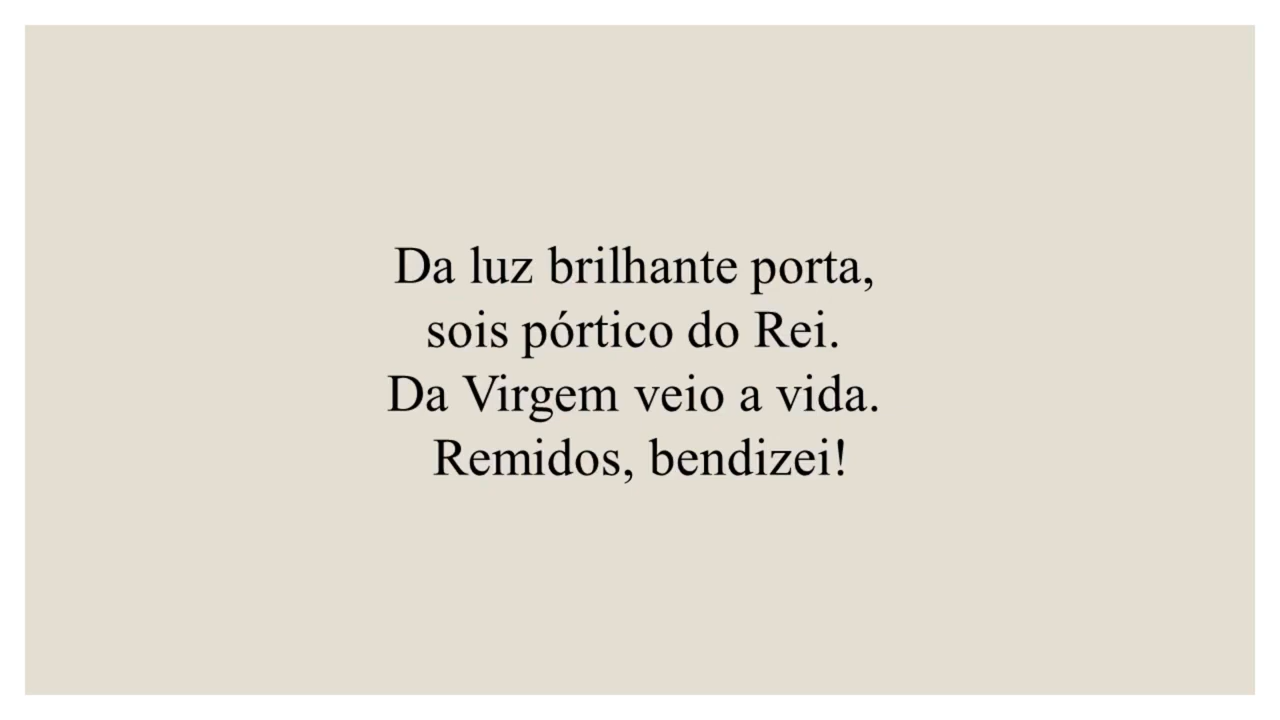 Da luz brilhante porta,
sois pórtico do Rei.
Da Virgem veio a vida.
Remidos, bendizei!